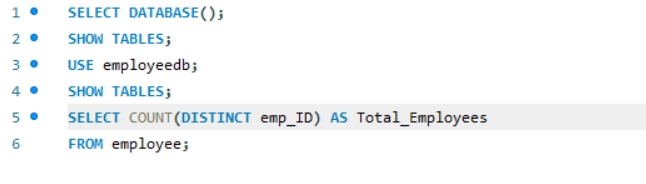 1 SELECT DATABASE();
2 SHOW TABLES;
3 USE employeedb;
4 SHOW TABLES;
5 SELECT COUNT(DISTINCT emp_ID) AS Total_Employees
6 FROM employee;